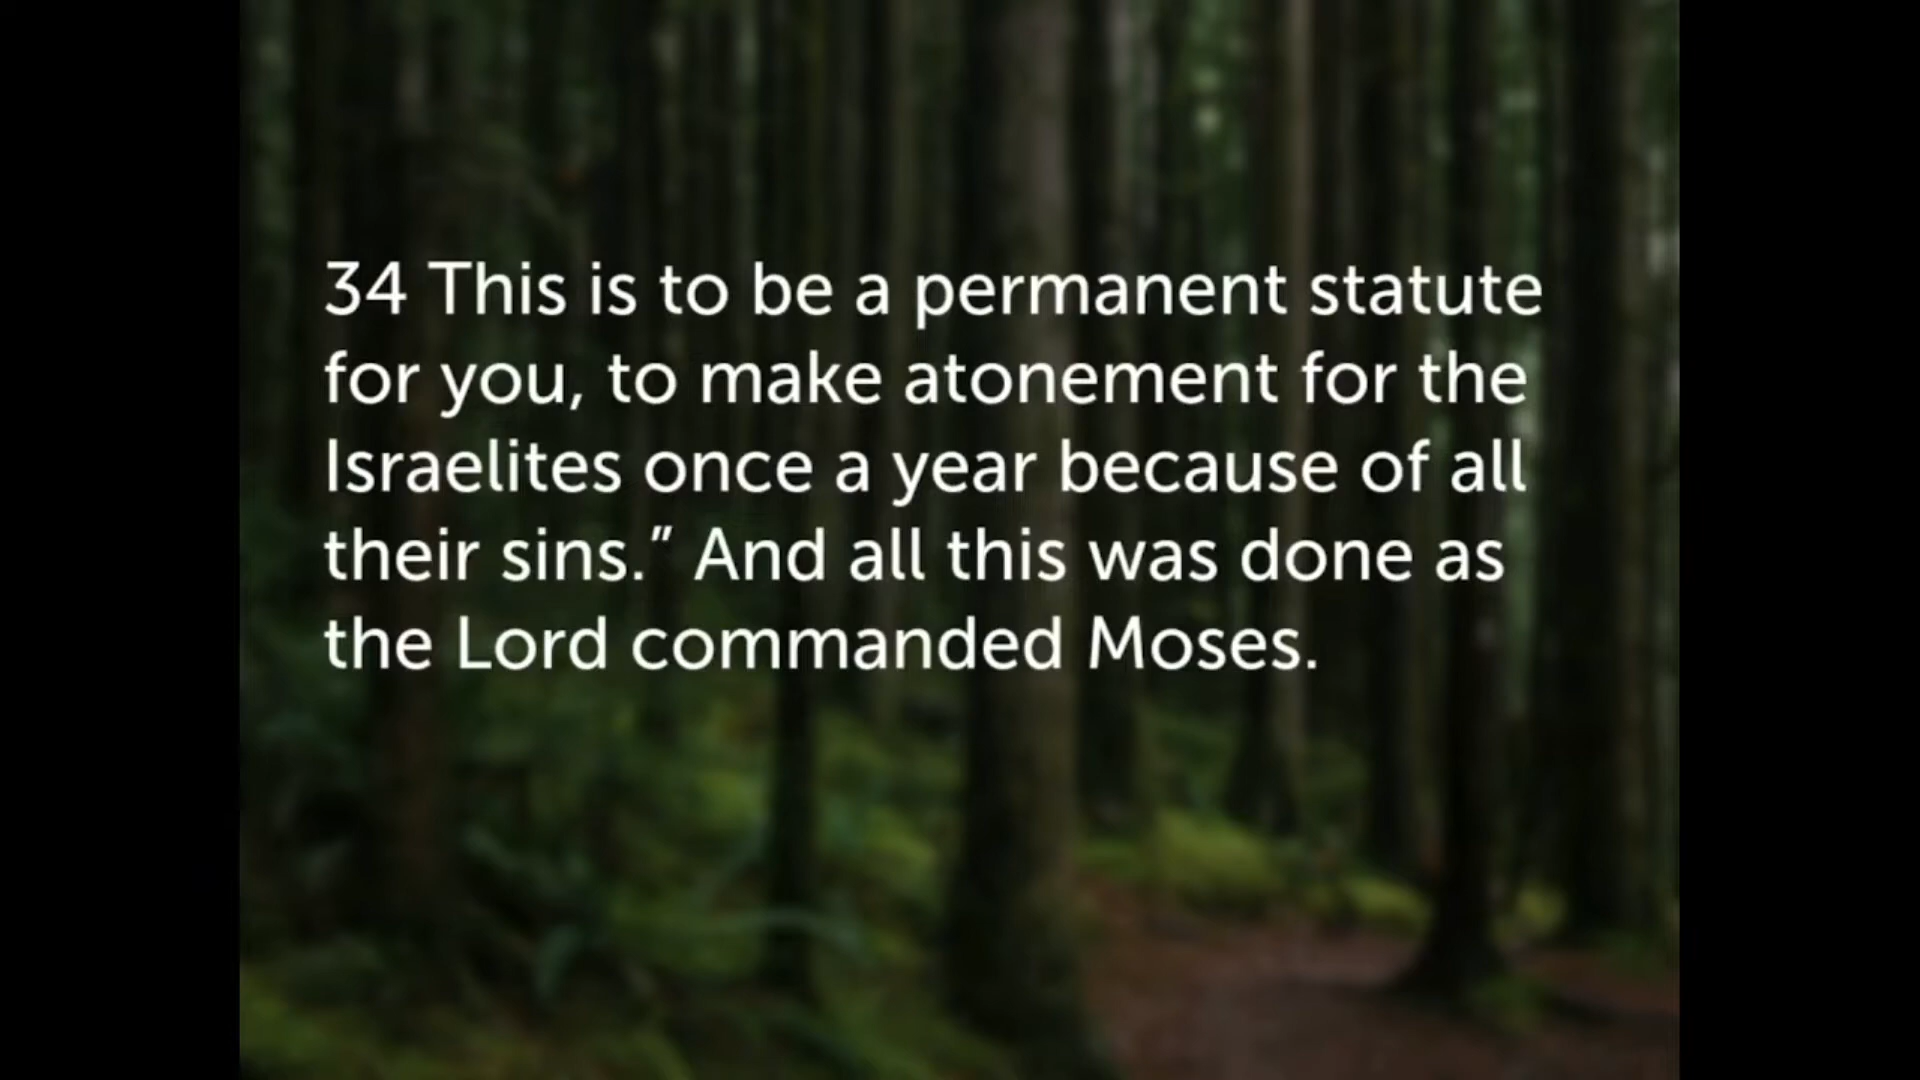 34 This is to be a permanent statute
for you, to make atonement for the
Israelites once a year because of all
their sins.” And all this was done as
the Lord commanded Moses.